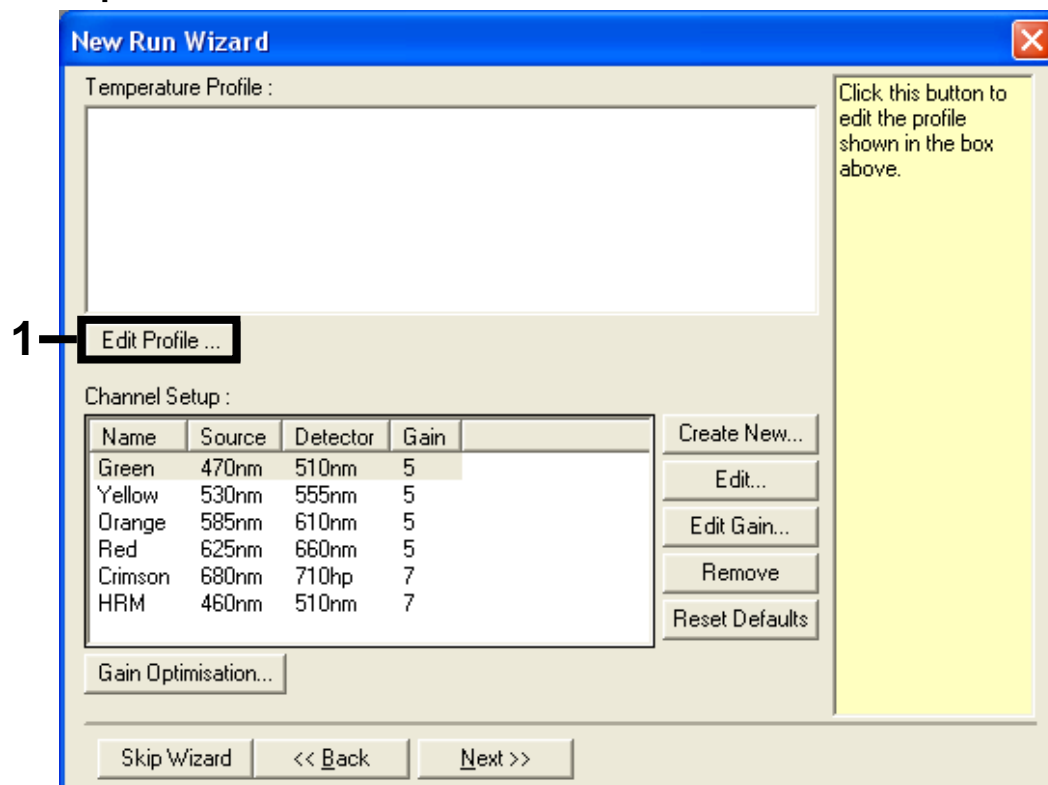 New Run Wizard
Temperature Profile :
Click this button to
edit the profile
shown in the box
above.
1
Edit Profile ...
Channel Setup :
Name Source Detector Gain
Green 470nm 510nm 5
Yellow 530nm 555nm 5
Orange 585nm 610nm 5
Red 625nm 660nm 5
Crimson 680nm 710hp 7
HRM 460nm 510nm 7
Create New...
Edit...
Edit Gain...
Remove
Reset Defaults
Gain Optimisation...
Skip Wizard << Back Next >>